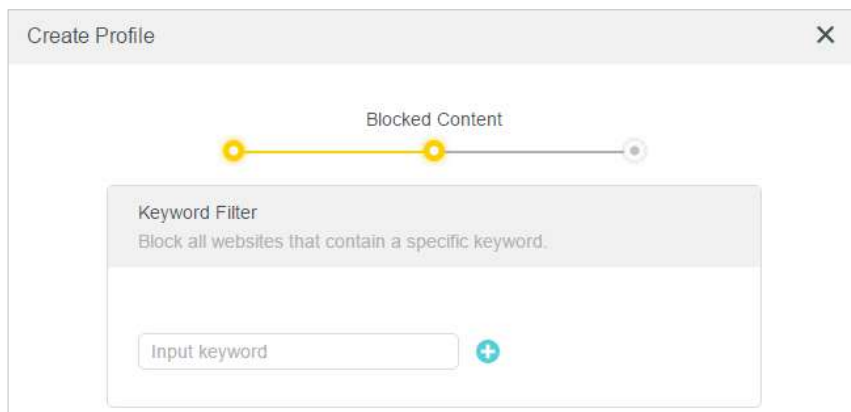 Create Profile
Blocked Content
Keyword Filter
Block all websites that contain a specific keyword.
Input keyword